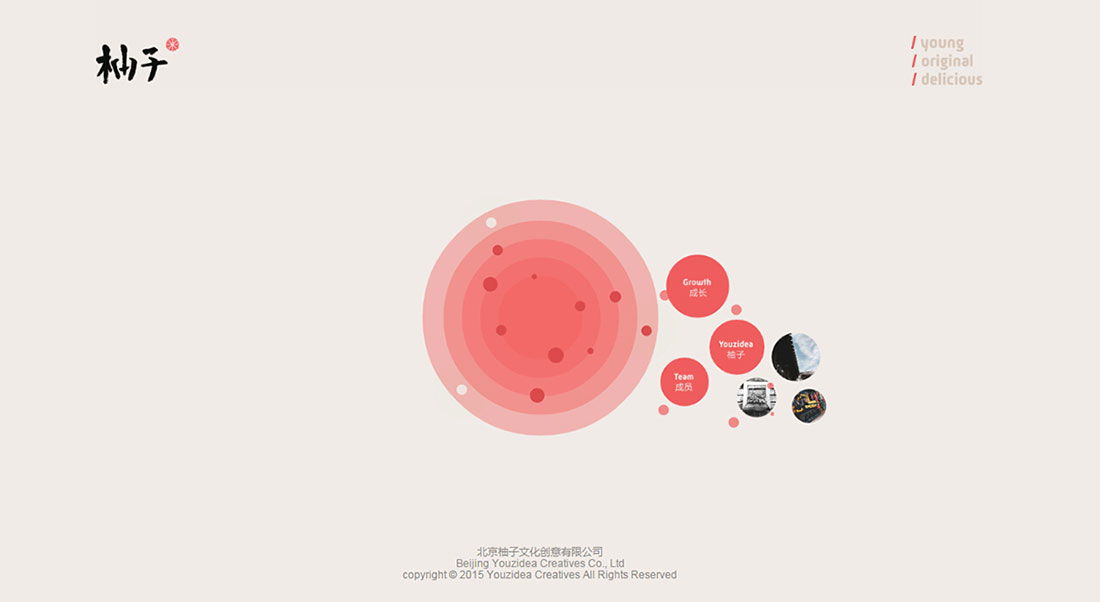 柚子
/ young
/ original
/ delicious
Growth
成长
Youzidea
柚子
Team
成员
北京柚子文化创意有限公司
Beijing Youzidea Creatives Co., Ltd
copyright © 2015 Youzidea Creatives All Rights Reserved